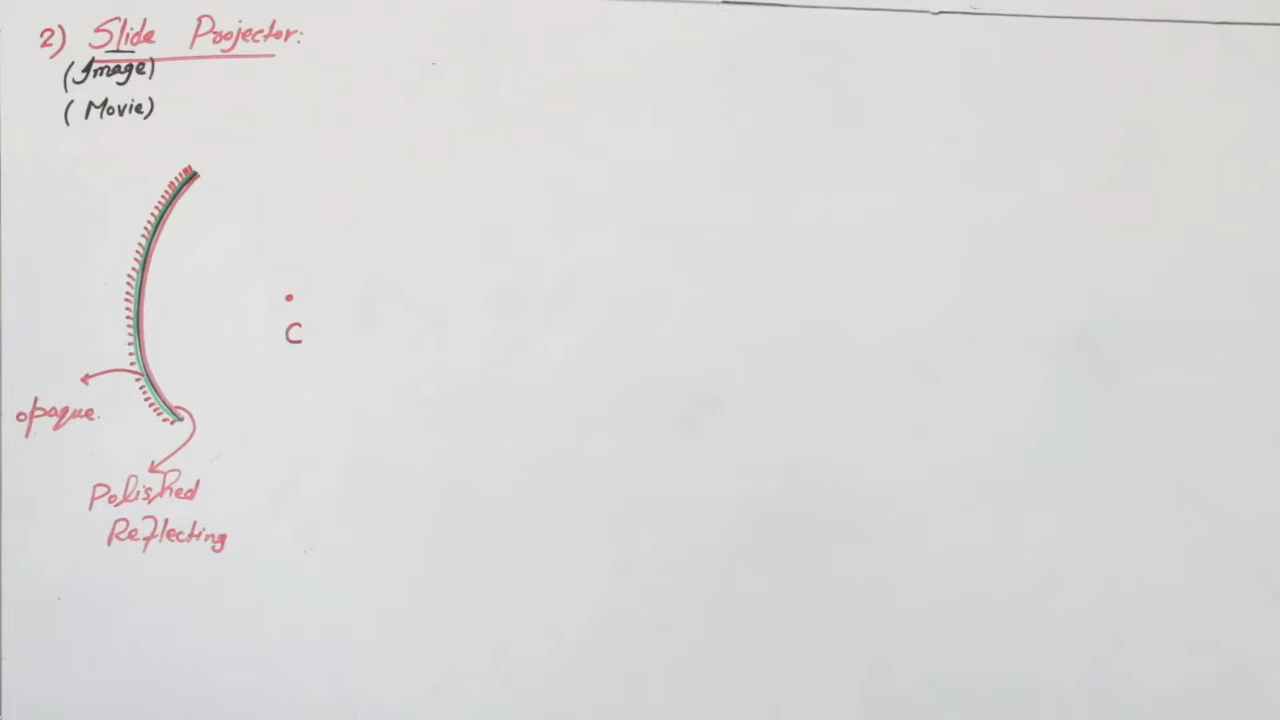 2) Slide Projector:
(Image)
(Movie)
C
opaque.
Polished
Reflecting